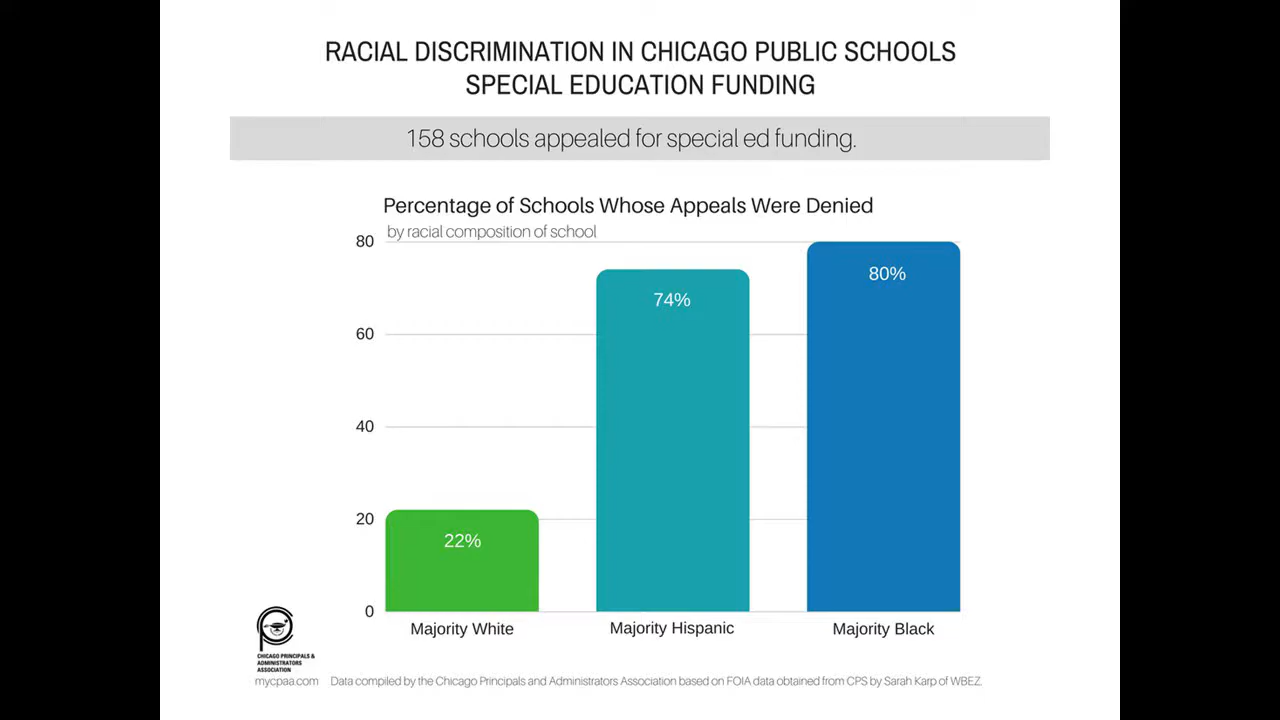 RACIAL DISCRIMINATION IN CHICAGO PUBLIC SCHOOLS
SPECIAL EDUCATION FUNDING
158 schools appealed for special ed funding.
Percentage of Schools Whose Appeals Were Denied
by racial composition of school
80
60
40
20
0
22%
74%
80%
Majority White
Majority Hispanic
Majority Black
CHICAGO PRINCIPALS &
ADMINISTRATORS
ASSOCIATION
mycpaa.com
Data compiled by the Chicago Principals and Administrators Association based on FOIA data obtained from CPS by Sarah Karp of WBEZ.